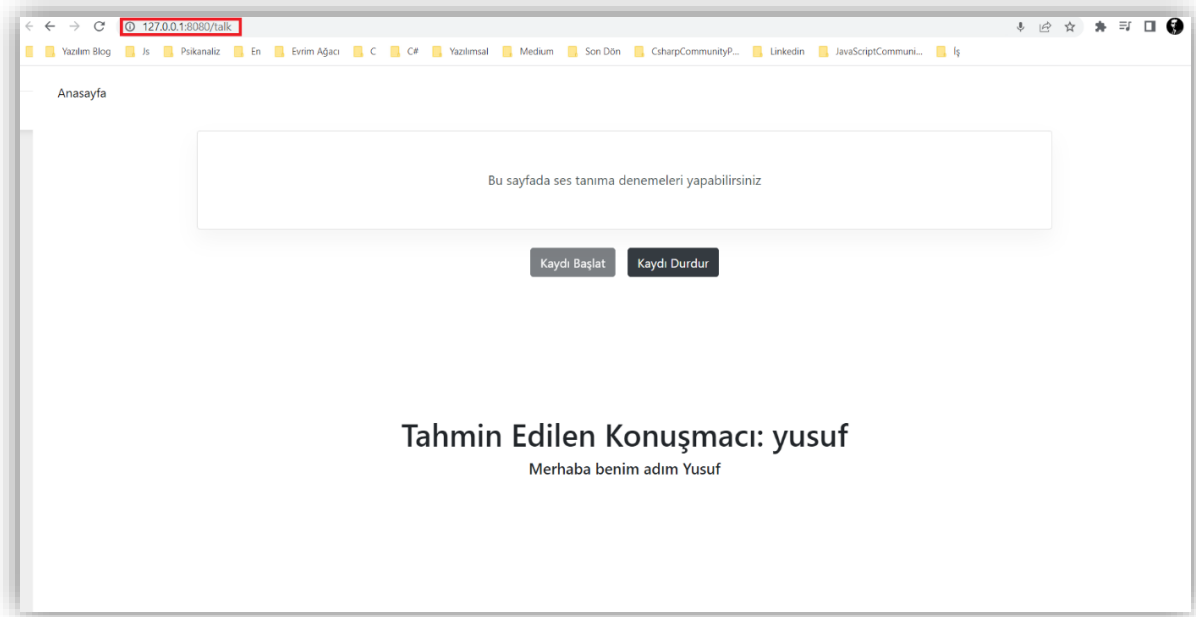 127.0.0.1:8080/talk
Yazılım Blog Js Psikanaliz En Evrim Ağacı C C# Yazılımsal Medium Son Dön CsharpCommunityP... Linkedin JavaScriptCommuni... İş
Anasayfa
Bu sayfada ses tanıma denemeleri yapabilirsiniz
Kaydı Başlat Kaydı Durdur
Tahmin Edilen Konuşmacı: yusuf
Merhaba benim adım Yusuf